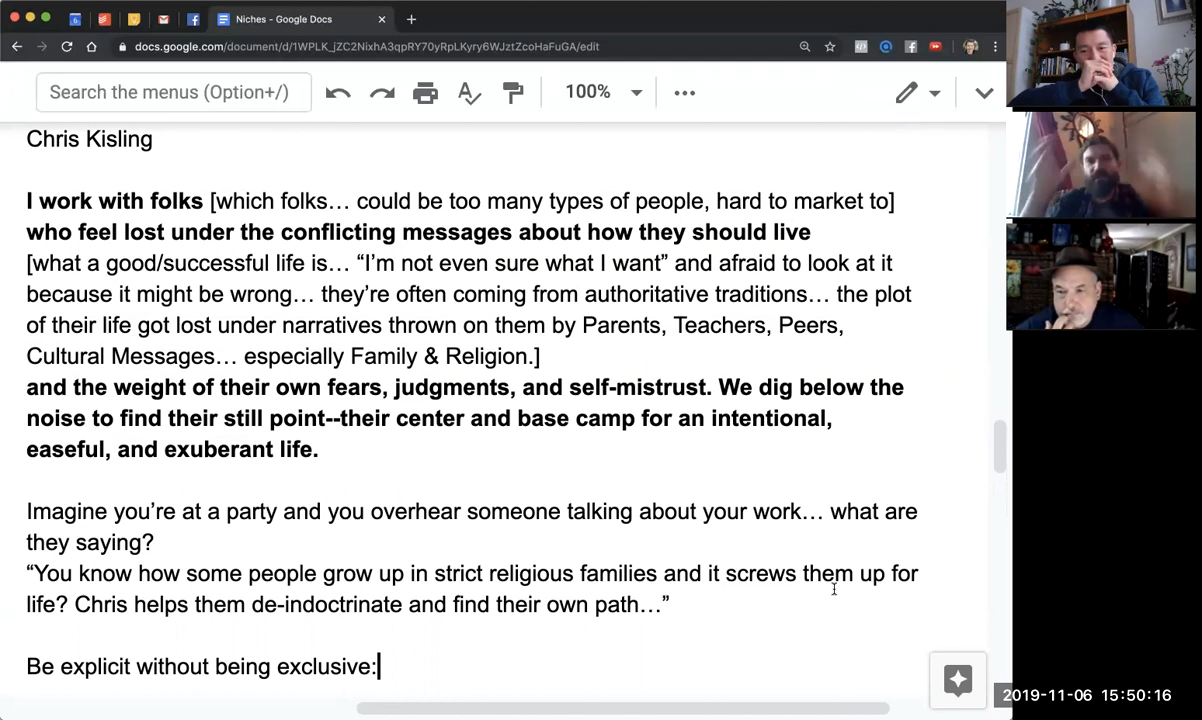 Niches - Google Docs
docs.google.com/document/d/1WPLK_jZC2NixhA3qpRY70yRpLKyry6WJztZcoHaFuGA/edit
Search the menus (Option+/)
100%
Chris Kisling
I work with folks [which folks… could be too many types of people, hard to market to]
who feel lost under the conflicting messages about how they should live
[what a good/successful life is… “I’m not even sure what I want” and afraid to look at it
because it might be wrong… they’re often coming from authoritative traditions… the plot
of their life got lost under narratives thrown on them by Parents, Teachers, Peers,
Cultural Messages… especially Family & Religion.]
and the weight of their own fears, judgments, and self-mistrust. We dig below the
noise to find their still point--their center and base camp for an intentional,
easeful, and exuberant life.
Imagine you’re at a party and you overhear someone talking about your work… what are
they saying?
“You know how some people grow up in strict religious families and it screws them up for
life? Chris helps them de-indoctrinate and find their own path…”
Be explicit without being exclusive:
2019-11-06 15:50:16